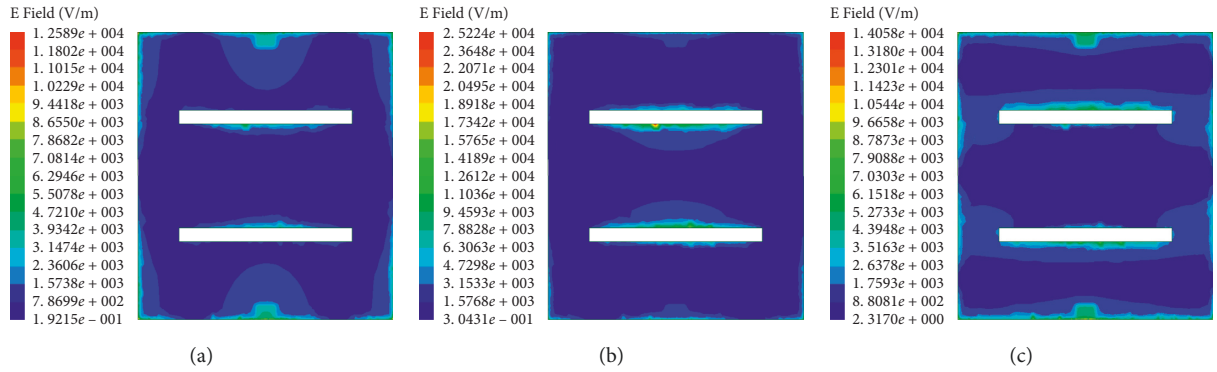 E Field (V/m)
1. 2589e + 004
1. 1802e + 004
1. 1015e + 004
1. 0229e + 004
9. 4418e + 003
8. 6550e + 003
7. 8682e + 003
7. 0814e + 003
6. 2946e + 003
5. 5078e + 003
4. 7210e + 003
3. 9342e + 003
3. 1474e + 003
2. 3606e + 003
1. 5738e + 003
7. 8699e + 002
1. 9215e – 001
(a)
E Field (V/m)
2. 5224e + 004
2. 3648e + 004
2. 2071e + 004
2. 0495e + 004
1. 8918e + 004
1. 7342e + 004
1. 5765e + 004
1. 4189e + 004
1. 2612e + 004
1. 1036e + 004
9. 4593e + 003
7. 8828e + 003
6. 3063e + 003
4. 7298e + 003
3. 1533e + 003
1. 5768e + 003
3. 0431e – 001
(b)
E Field (V/m)
1. 4058e + 004
1. 3180e + 004
1. 2301e + 004
1. 1423e + 004
1. 0544e + 004
9. 6658e + 003
8. 7873e + 003
7. 9088e + 003
7. 0303e + 003
6. 1518e + 003
5. 2733e + 003
4. 3948e + 003
3. 5163e + 003
2. 6378e + 003
1. 7593e + 003
8. 8081e + 002
2. 3170e + 000
(c)